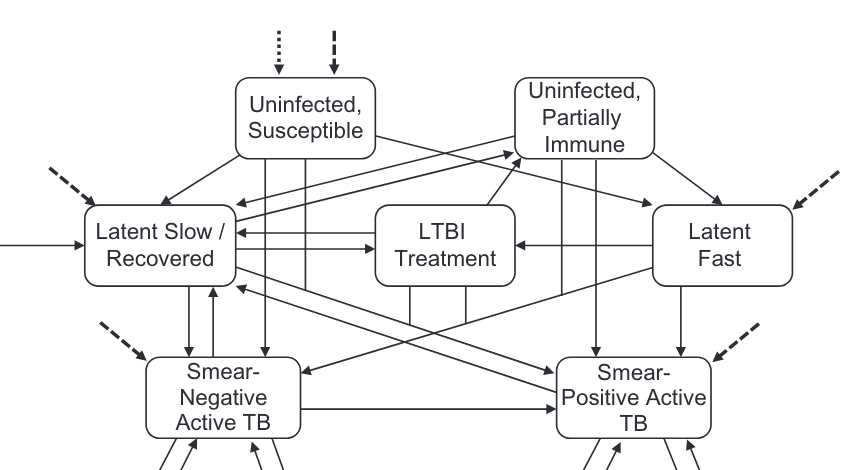 Uninfected,
Susceptible
Uninfected,
Partially
Immune
Latent Slow /
Recovered
LTBI
Treatment
Latent
Fast
Smear-
Negative
Active TB
Smear-
Positive Active
TB